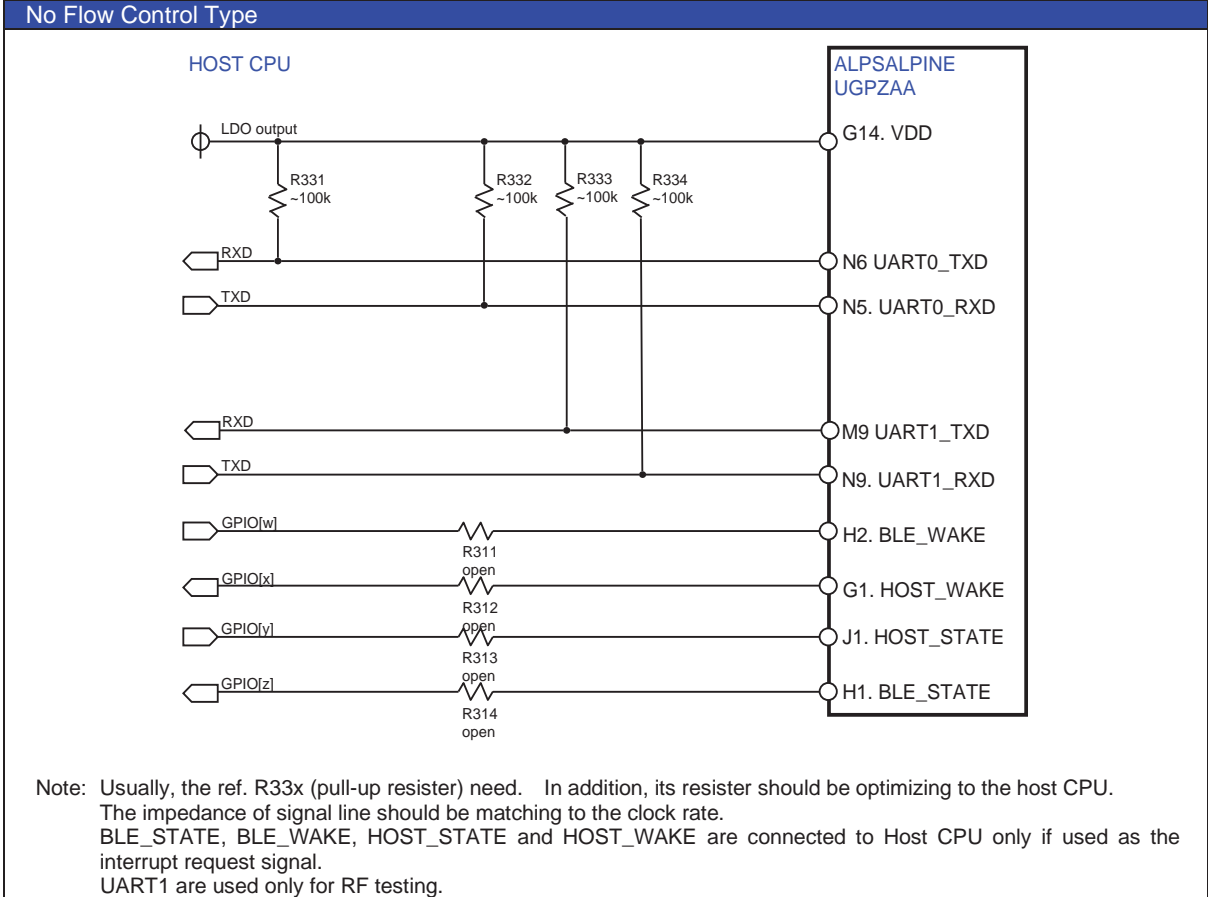 No Flow Control Type
HOST CPU
ALPSALPINE
UGPZAA
LDO output
G14. VDD
R331
~100k
R332
~100k
R333
~100k
R334
~100k
RXD
N6 UART0_TXD
TXD
N5. UART0_RXD
RXD
M9 UART1_TXD
TXD
N9. UART1_RXD
GPIO[w]
H2. BLE_WAKE
R311
open
GPIO[x]
G1. HOST_WAKE
R312
open
GPIO[y]
J1. HOST_STATE
R313
open
GPIO[z]
H1. BLE_STATE
R314
open
Note: Usually, the ref. R33x (pull-up resister) need. In addition, its resister should be optimizing to the host CPU.
The impedance of signal line should be matching to the clock rate.
BLE_STATE, BLE_WAKE, HOST_STATE and HOST_WAKE are connected to Host CPU only if used as the
interrupt request signal.
UART1 are used only for RF testing.